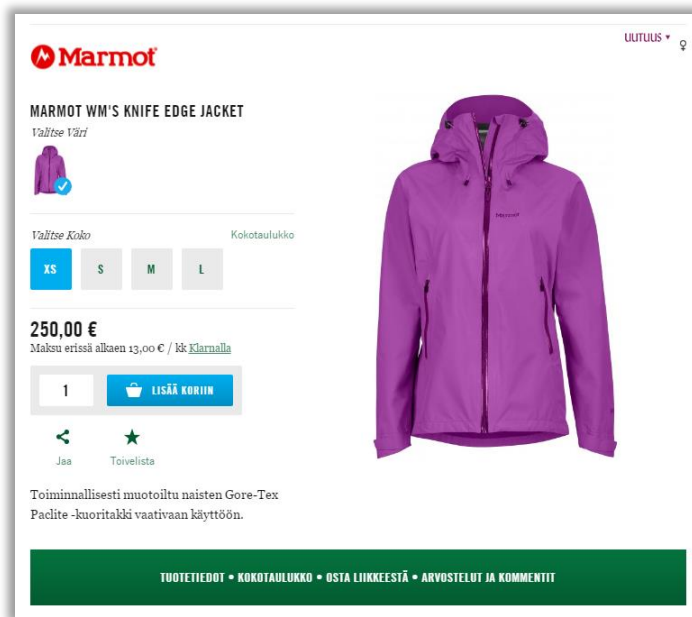 UUTUUS
Marmot
MARMOT WM'S KNIFE EDGE JACKET
Valitse Väri
Marmot
Valitse Koko
Kokotaulukko
XS S M L
250,00 €
Maksu erissä alkaen 13,00 € / kk Klarnalla
1 LISÄÄ KORIIN
Jaa Toivelista
Toiminnallisesti muotoiltu naisten Gore-Tex
Paclite -kuoritakki vaativaan käyttöön.
TUOTETIEDOT • KOKOTAULUKKO • OSTA LIIKKEESTÄ • ARVOSTELUT JA KOMMENTIT